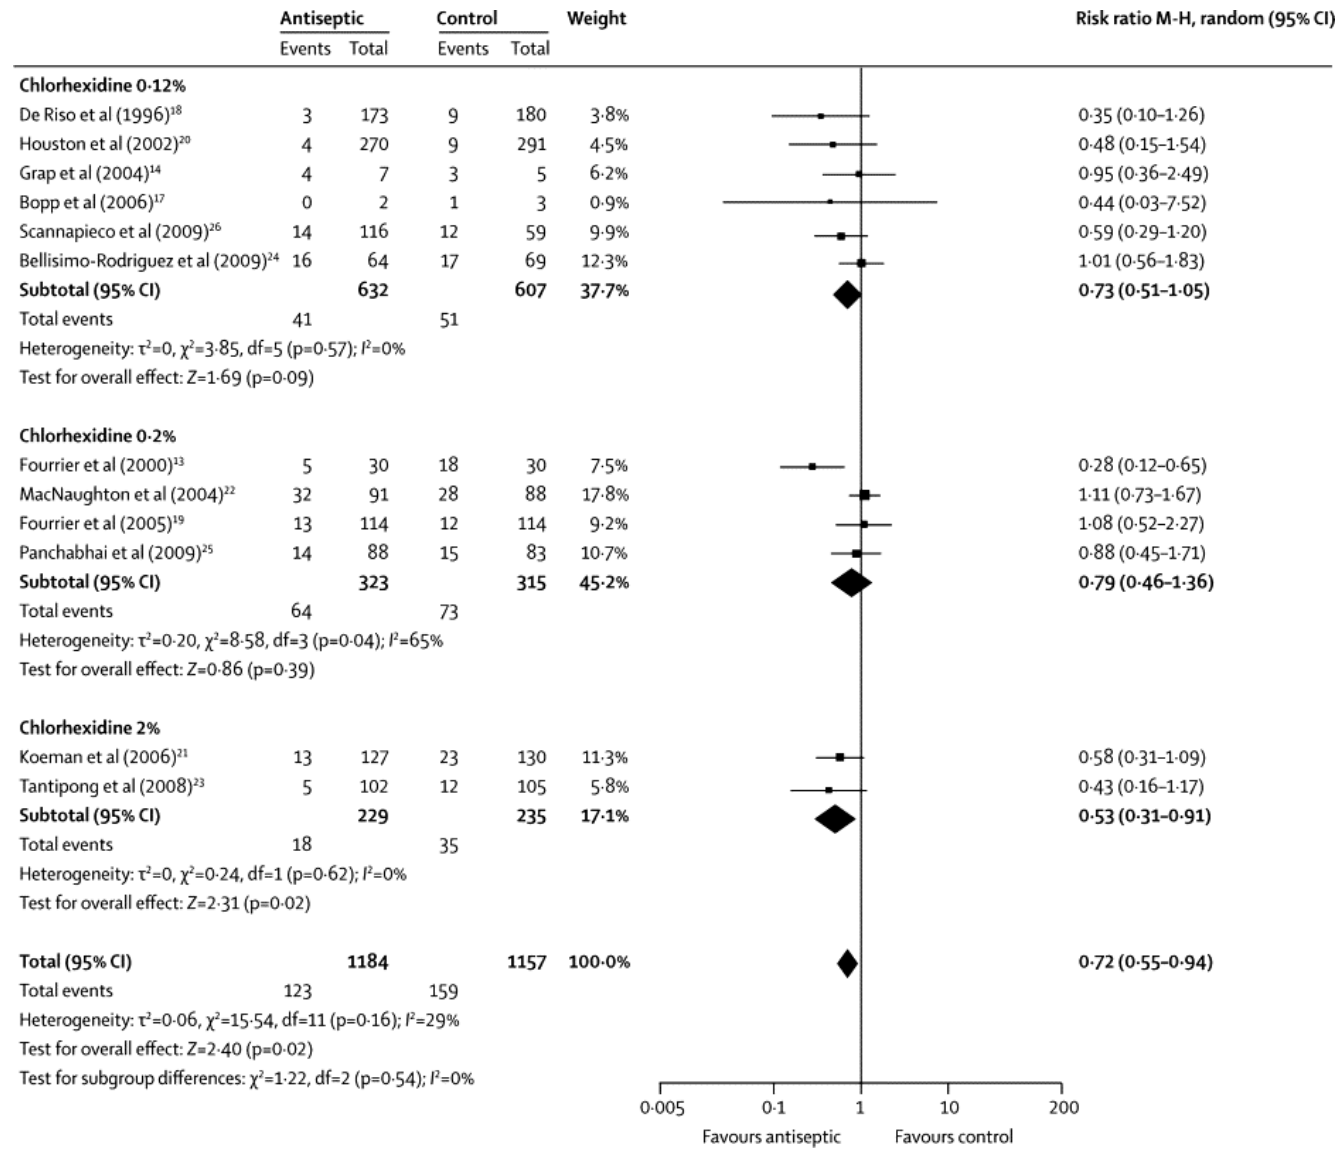 Antiseptic Control Weight Risk ratio M-H, random (95% CI)
Events Total Events Total
Chlorhexidine 0·12%
De Riso et al (1996)¹⁸ 3 173 9 180 3·8% 0·35 (0·10–1·26)
Houston et al (2002)²⁰ 4 270 9 291 4·5% 0·48 (0·15–1·54)
Grap et al (2004)¹⁴ 4 7 3 5 6·2% 0·95 (0·36–2·49)
Bopp et al (2006)¹⁷ 0 2 1 3 0·9% 0·44 (0·03–7·52)
Scannapieco et al (2009)²⁶ 14 116 12 59 9·9% 0·59 (0·29–1·20)
Bellisimo-Rodriguez et al (2009)²⁴ 16 64 17 69 12·3% 1·01 (0·56–1·83)
Subtotal (95% CI) 632 607 37·7% 0·73 (0·51–1·05)
Total events 41 51
Heterogeneity: τ²=0, χ²=3·85, df=5 (p=0·57); I²=0%
Test for overall effect: Z=1·69 (p=0·09)
Chlorhexidine 0·2%
Fourrier et al (2000)¹³ 5 30 18 30 7·5% 0·28 (0·12–0·65)
MacNaughton et al (2004)²² 32 91 28 88 17·8% 1·11 (0·73–1·67)
Fourrier et al (2005)¹⁹ 13 114 12 114 9·2% 1·08 (0·52–2·27)
Panchabhai et al (2009)²⁵ 14 88 15 83 10·7% 0·88 (0·45–1·71)
Subtotal (95% CI) 323 315 45·2% 0·79 (0·46–1·36)
Total events 64 73
Heterogeneity: τ²=0·20, χ²=8·58, df=3 (p=0·04); I²=65%
Test for overall effect: Z=0·86 (p=0·39)
Chlorhexidine 2%
Koeman et al (2006)²¹ 13 127 23 130 11·3% 0·58 (0·31–1·09)
Tantipong et al (2008)²³ 5 102 12 105 5·8% 0·43 (0·16–1·17)
Subtotal (95% CI) 229 235 17·1% 0·53 (0·31–0·91)
Total events 18 35
Heterogeneity: τ²=0, χ²=0·24, df=1 (p=0·62); I²=0%
Test for overall effect: Z=2·31 (p=0·02)
Total (95% CI) 1184 1157 100·0% 0·72 (0·55–0·94)
Total events 123 159
Heterogeneity: τ²=0·06, χ²=15·54, df=11 (p=0·16); I²=29%
Test for overall effect: Z=2·40 (p=0·02)
Test for subgroup differences: χ²=1·22, df=2 (p=0·54); I²=0%
0·005 0·1 1 10 200
Favours antiseptic Favours control